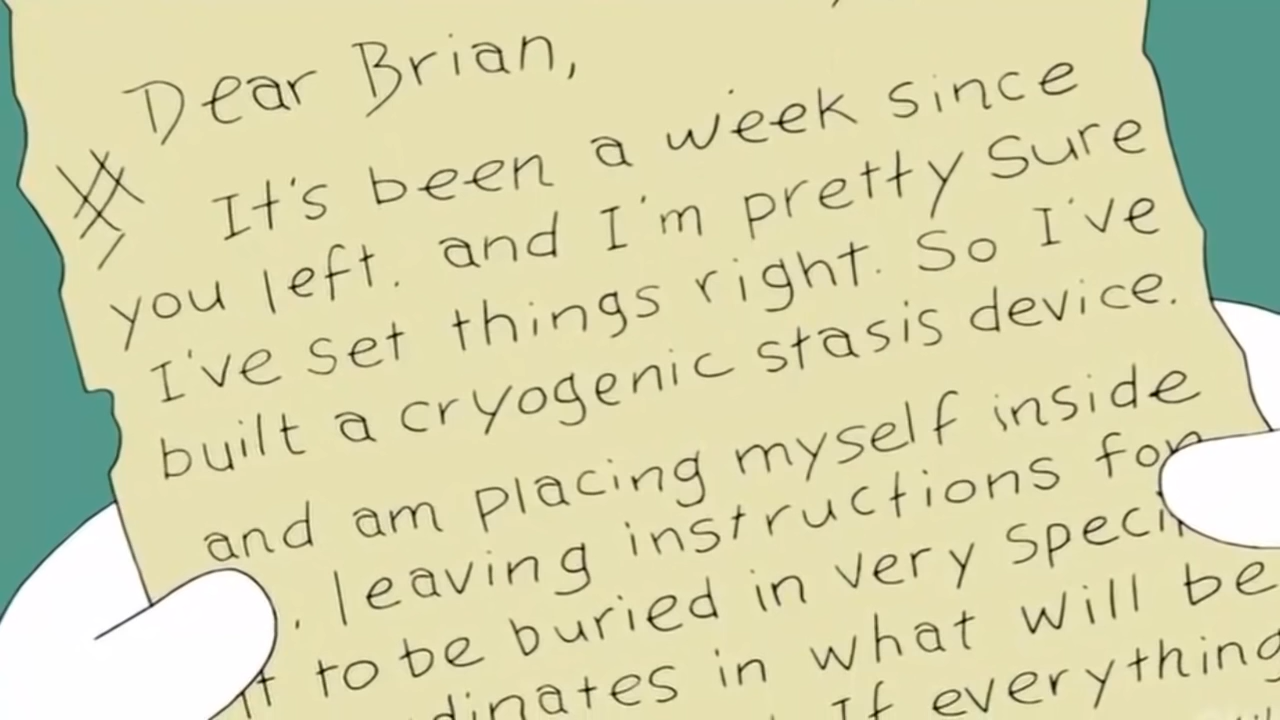 Dear Brian,
It's been a week since
you left. and I'm pretty Sure
I've set things right. So I've
built a cryogenic stasis device.
and am placing myself inside
. leaving instructions for
to be buried in very
in what will be
If everything